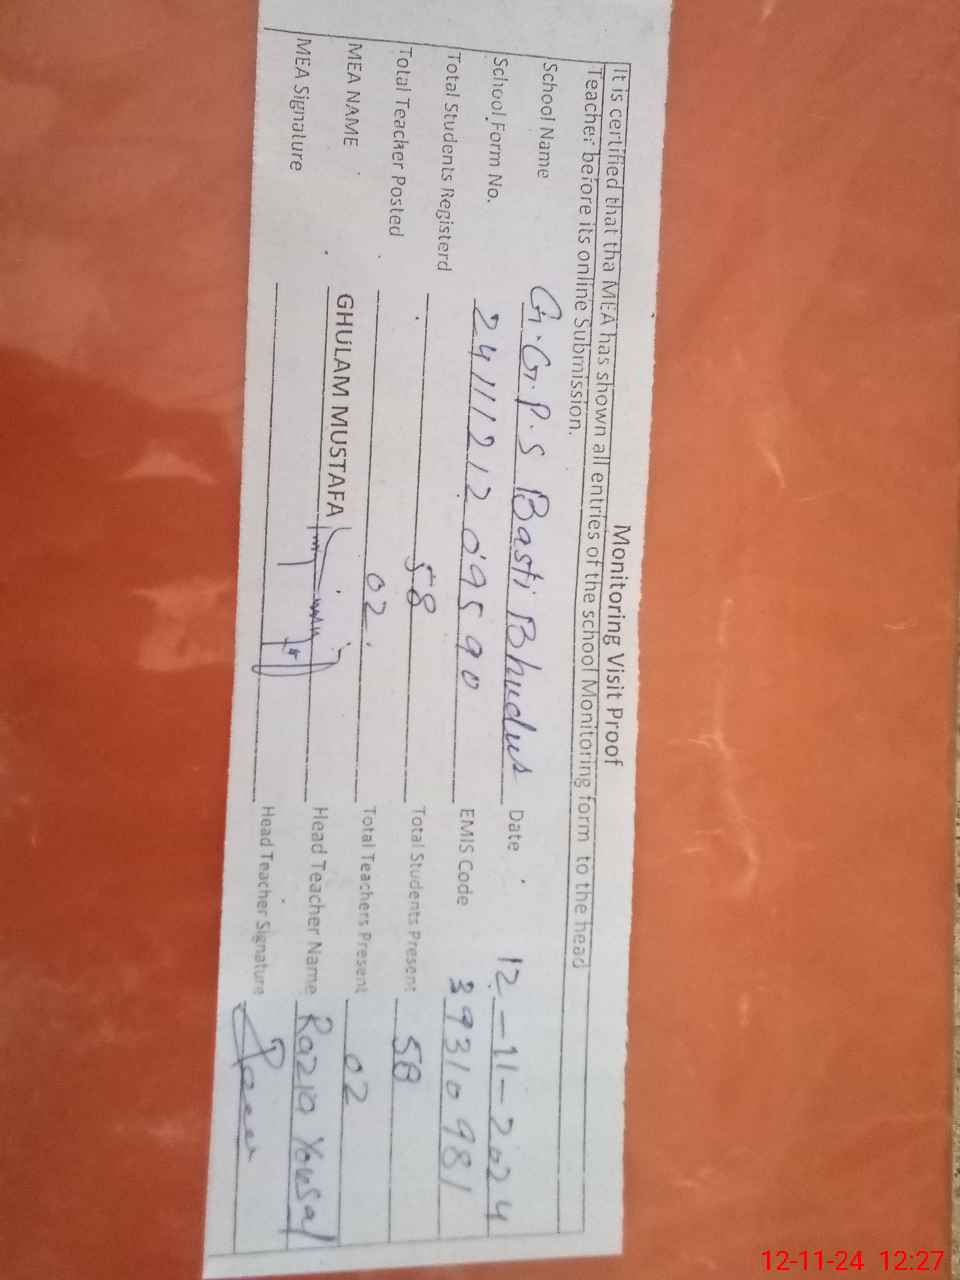 Monitoring Visit Proof
It is certified that tha MEA has shown all entries of the school Monitoring form to the head
Teacher before its online Submission.
School Name G.G.P.S Basti Bhudus Date 12-11-2024
School Form No. 2411121209590 EMIS Code 39310981
Total Students Registerd 58 Total Students Present 58
Total Teacher Posted 02 Total Teachers Present 02
MEA NAME GHULAM MUSTAFA Head Teacher Name Razia Yousaf
MEA Signature Head Teacher Signature
12-11-24 12:27